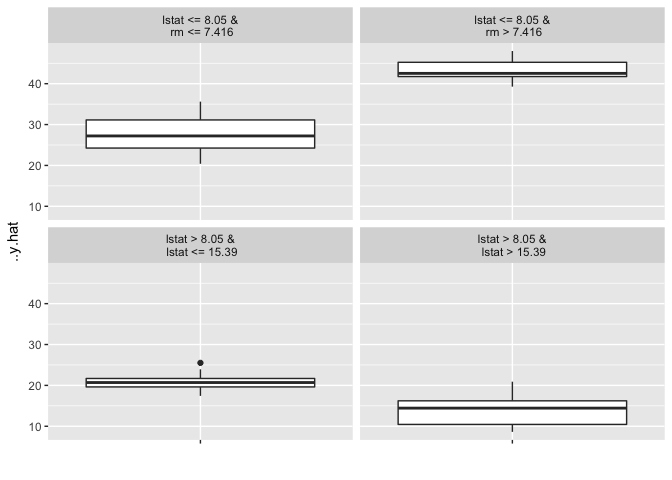 lstat <= 8.05 &
rm <= 7.416
lstat <= 8.05 &
rm > 7.416
40
30
20
10
..y.hat
lstat > 8.05 &
lstat <= 15.39
lstat > 8.05 &
lstat > 15.39
40
30
20
10